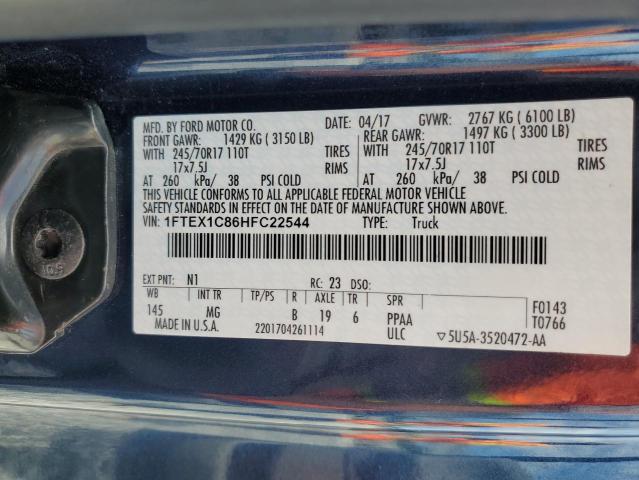 MFD. BY FORD MOTOR CO. DATE: 04/17 GVWR: 2767 KG ( 6100 LB)
FRONT GAWR: 1429 KG ( 3150 LB) REAR GAWR: 1497 KG ( 3300 LB)
WITH 245/70R17 110T TIRES WITH 245/70R17 110T TIRES
17x7.5J RIMS 17x7.5J RIMS
AT 260 kPa/ 38 PSI COLD AT 260 kPa/ 38 PSI COLD
THIS VEHICLE CONFORMS TO ALL APPLICABLE FEDERAL MOTOR VEHICLE
SAFETY STANDARDS IN EFFECT ON THE DATE OF MANUFACTURE SHOWN ABOVE.
VIN: 1FTEX1C86HFC22544 TYPE: Truck
EXT PNT: N1 RC: 23 DSO:
WB INT TR TP/PS R AXLE TR SPR F0143
145 MG B 19 6 PPAA T0766
MADE IN U.S.A. 2201704261114 ULC ▽5U5A-3520472-AA
10.9